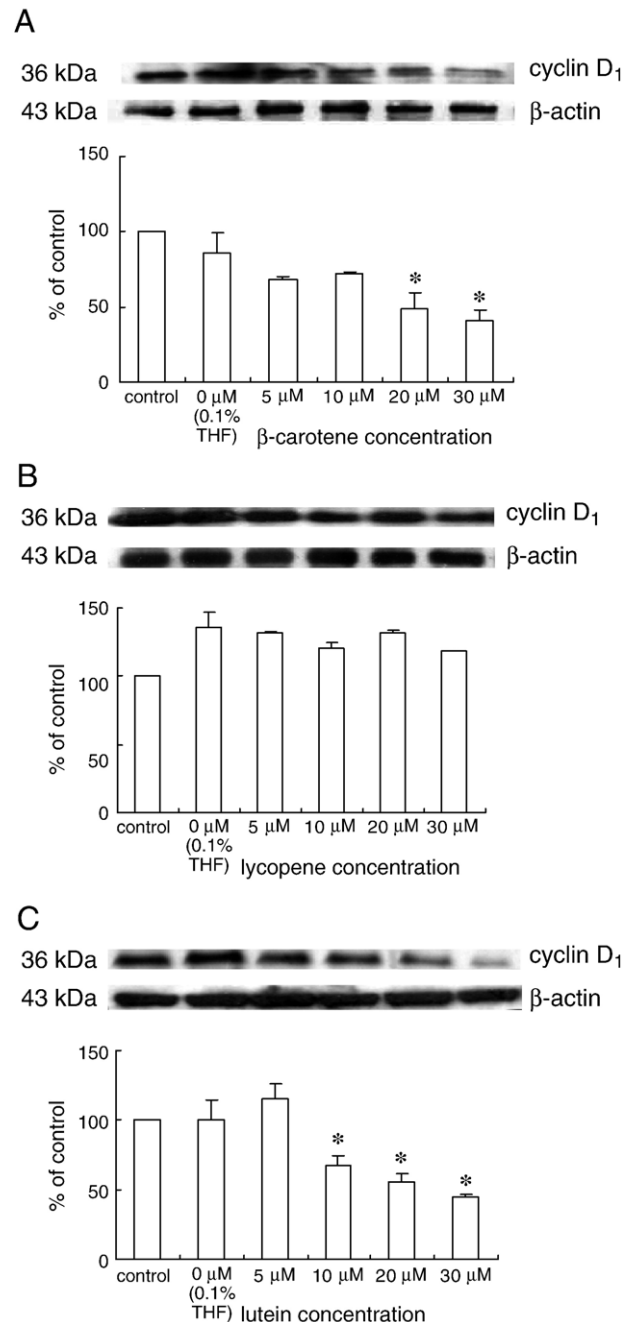 A
36 kDa cyclin D1
43 kDa β-actin
150
100
50
0
% of control
* *
control 0 μM 5 μM 10 μM 20 μM 30 μM
(0.1%
THF) β-carotene concentration
B
36 kDa cyclin D1
43 kDa β-actin
150
100
50
0
% of control
control 0 μM 5 μM 10 μM 20 μM 30 μM
(0.1%
THF) lycopene concentration
C
36 kDa cyclin D1
43 kDa β-actin
150
100
50
0
% of control
* * *
control 0 μM 5 μM 10 μM 20 μM 30 μM
(0.1%
THF) lutein concentration